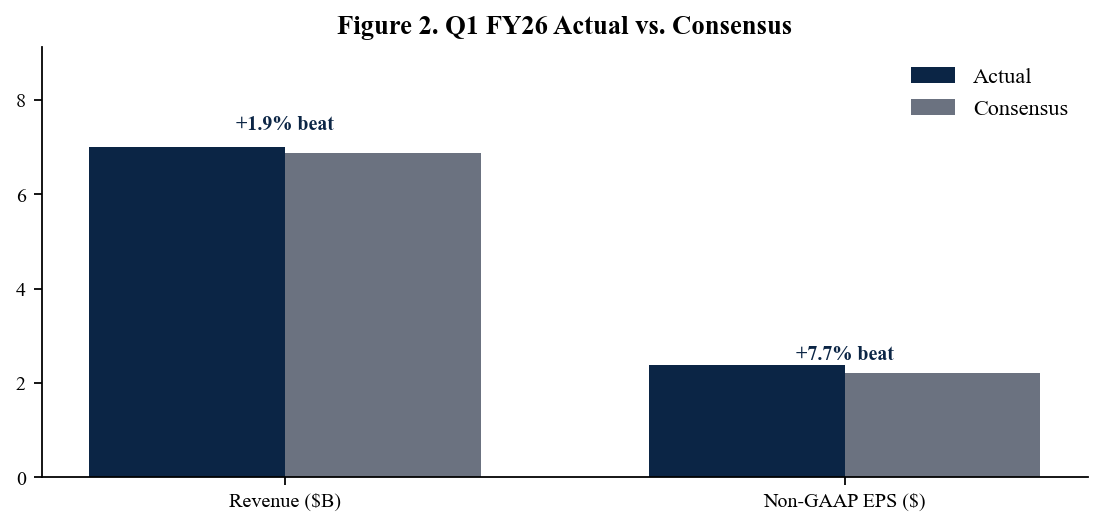 Figure 2. Q1 FY26 Actual vs. Consensus
Actual
Consensus
+1.9% beat
+7.7% beat
8
6
4
2
0
Revenue ($B)
Non-GAAP EPS ($)